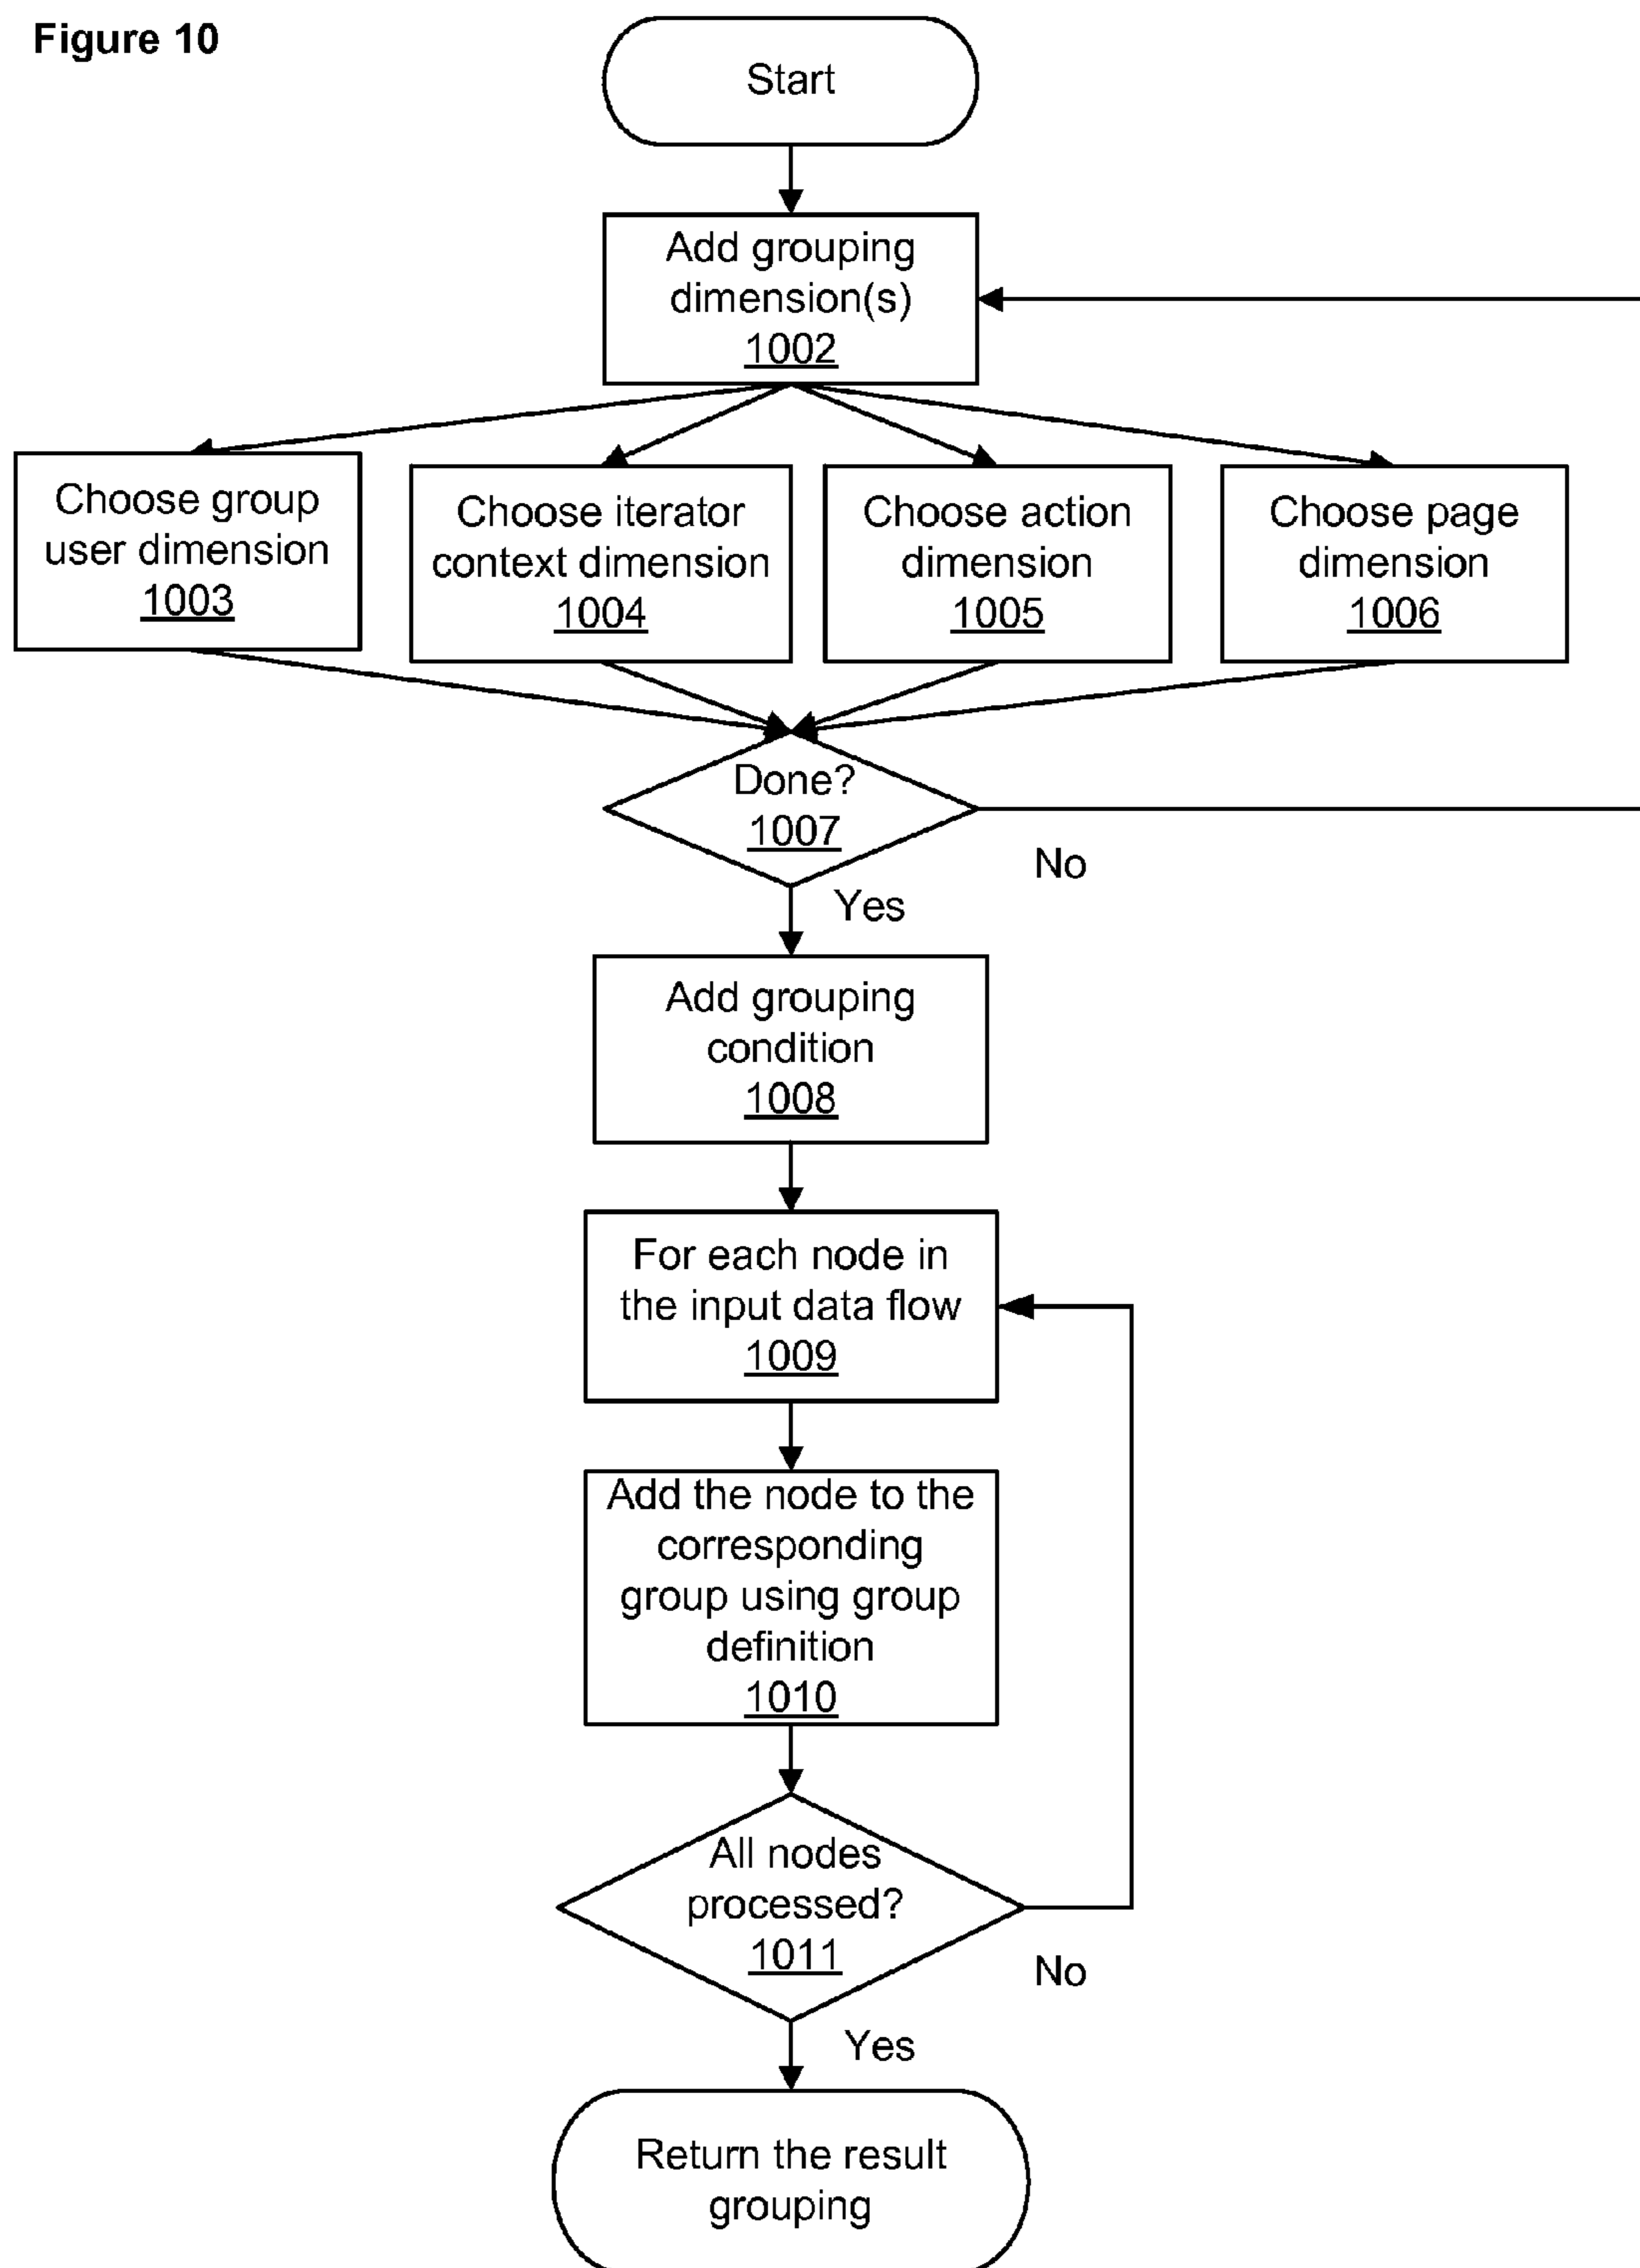 Figure 10
Start
Add grouping
dimension(s)
1002
Choose group
user dimension
1003
Choose iterator
context dimension
1004
Choose action
dimension
1005
Choose page
dimension
1006
Done?
1007
No
Yes
Add grouping
condition
1008
For each node in
the input data flow
1009
Add the node to the
corresponding
group using group
definition
1010
All nodes
processed?
1011
No
Yes
Return the result
grouping